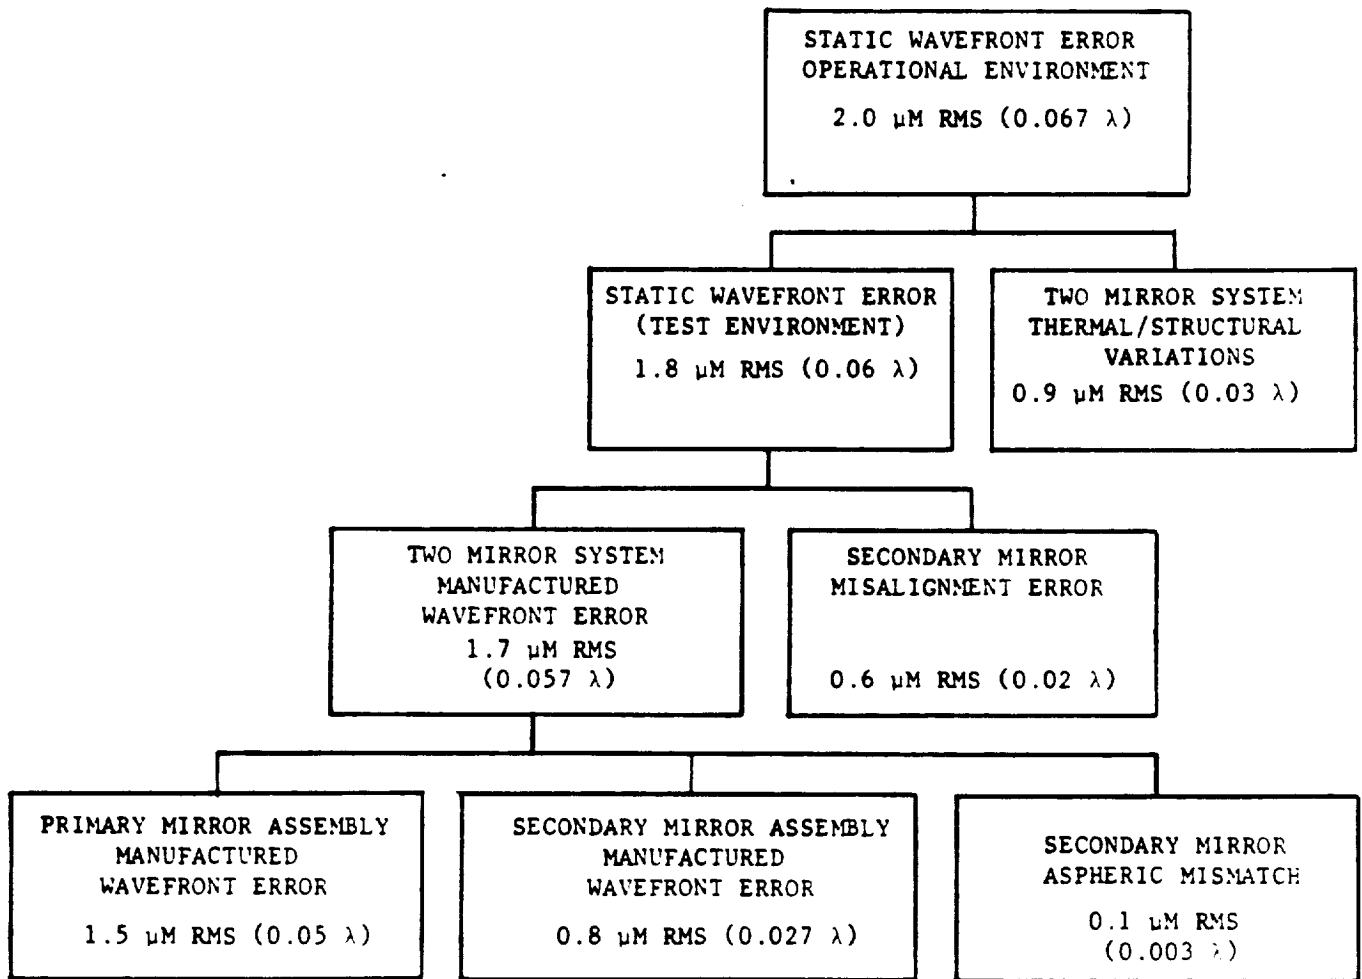 STATIC WAVEFRONT ERROR
OPERATIONAL ENVIRONMENT
2.0 µM RMS (0.067 λ)
STATIC WAVEFRONT ERROR
(TEST ENVIRONMENT)
1.8 µM RMS (0.06 λ)
TWO MIRROR SYSTEM
THERMAL/STRUCTURAL
VARIATIONS
0.9 µM RMS (0.03 λ)
TWO MIRROR SYSTEM
MANUFACTURED
WAVEFRONT ERROR
1.7 µM RMS
(0.057 λ)
SECONDARY MIRROR
MISALIGNMENT ERROR
0.6 µM RMS (0.02 λ)
PRIMARY MIRROR ASSEMBLY
MANUFACTURED
WAVEFRONT ERROR
1.5 µM RMS (0.05 λ)
SECONDARY MIRROR ASSEMBLY
MANUFACTURED
WAVEFRONT ERROR
0.8 µM RMS (0.027 λ)
SECONDARY MIRROR
ASPHERIC MISMATCH
0.1 µM RMS
(0.003 λ)